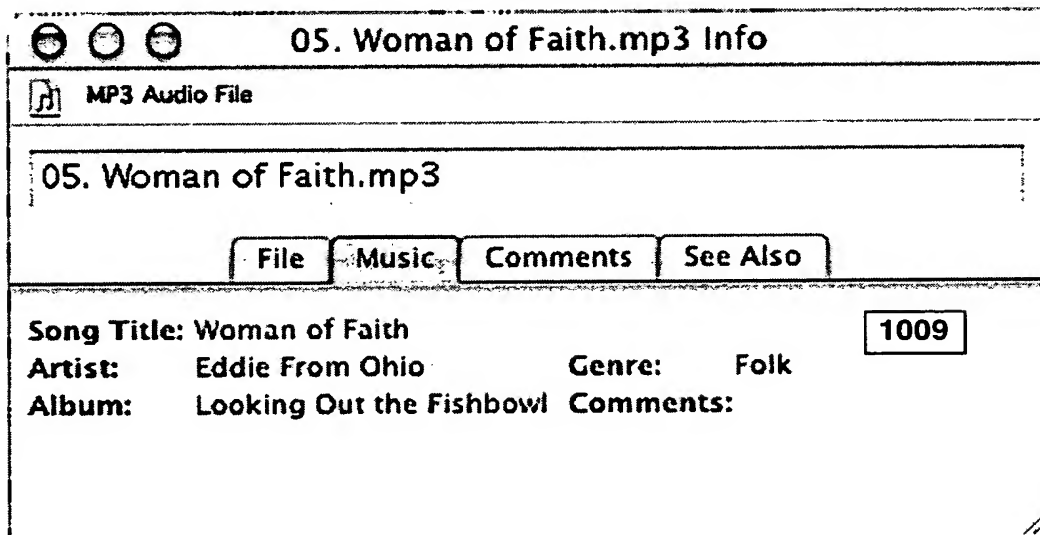 05. Woman of Faith.mp3 Info
MP3 Audio File
05. Woman of Faith.mp3
File Music Comments See Also
Song Title: Woman of Faith 1009
Artist: Eddie From Ohio Genre: Folk
Album: Looking Out the Fishbowl Comments: